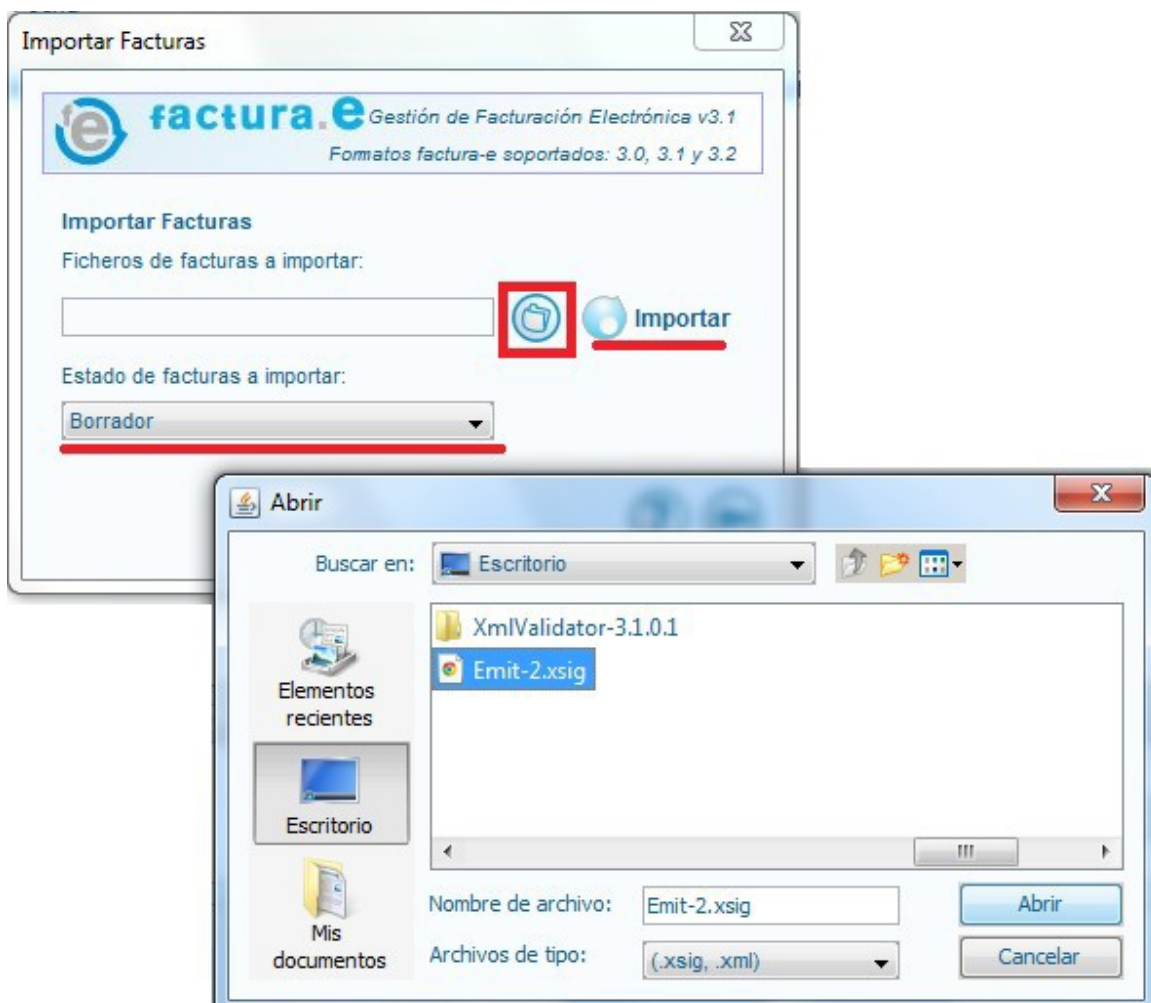 Importar Facturas
factura.e Gestión de Facturación Electrónica v3.1
Formatos factura-e soportados: 3.0, 3.1 y 3.2
Importar Facturas
Ficheros de facturas a importar:
Importar
Estado de facturas a importar:
Borrador
Abrir
Buscar en: Escritorio
XmlValidator-3.1.0.1
Emit-2.xsig
Elementos
recientes
Escritorio
Mis
documentos
Nombre de archivo: Emit-2.xsig Abrir
Archivos de tipo: (.xsig, .xml) Cancelar